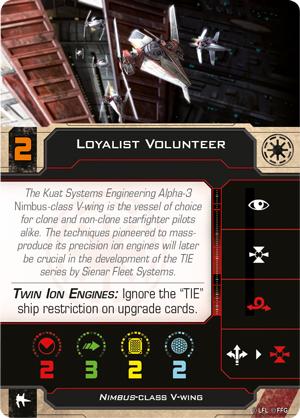 2
LOYALIST VOLUNTEER
The Kuat Systems Engineering Alpha-3
Nimbus-class V-wing is the vessel of choice
for clone and non-clone starfighter pilots
alike. The techniques pioneered to mass-
produce its precision ion engines will later
be crucial in the development of the TIE
series by Sienar Fleet Systems.
TWIN ION ENGINES: Ignore the “TIE”
ship restriction on upgrade cards.
2 3 2 2
NIMBUS-CLASS V-WING
©LFL ©FFG